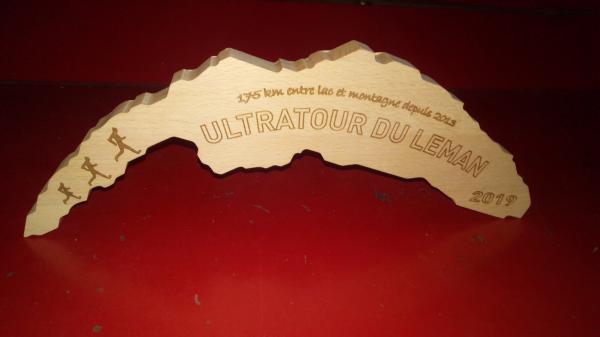 175 km entre lac et montagne depuis 2013
ULTRATOUR DU LEMAN
2019